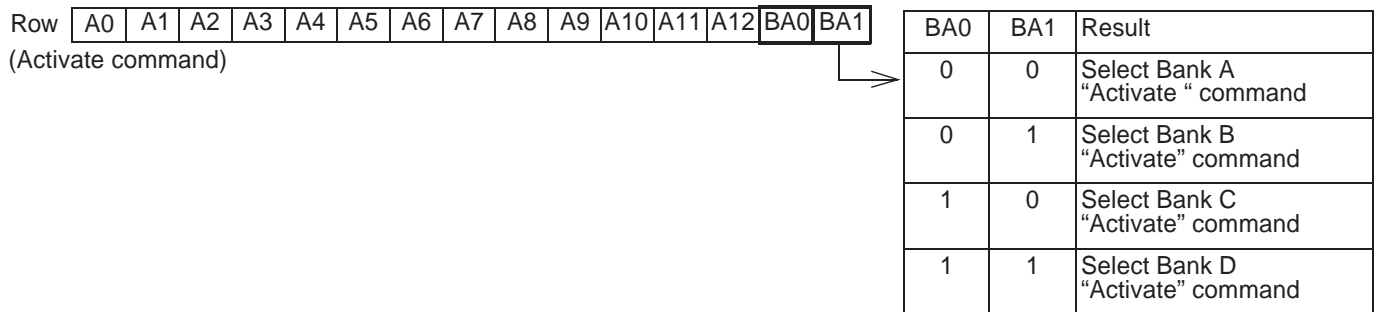 Row A0 A1 A2 A3 A4 A5 A6 A7 A8 A9 A10 A11 A12 BA0 BA1
(Activate command)
BA0 BA1 Result
0 0 Select Bank A
“Activate “ command
0 1 Select Bank B
“Activate” command
1 0 Select Bank C
“Activate” command
1 1 Select Bank D
“Activate” command